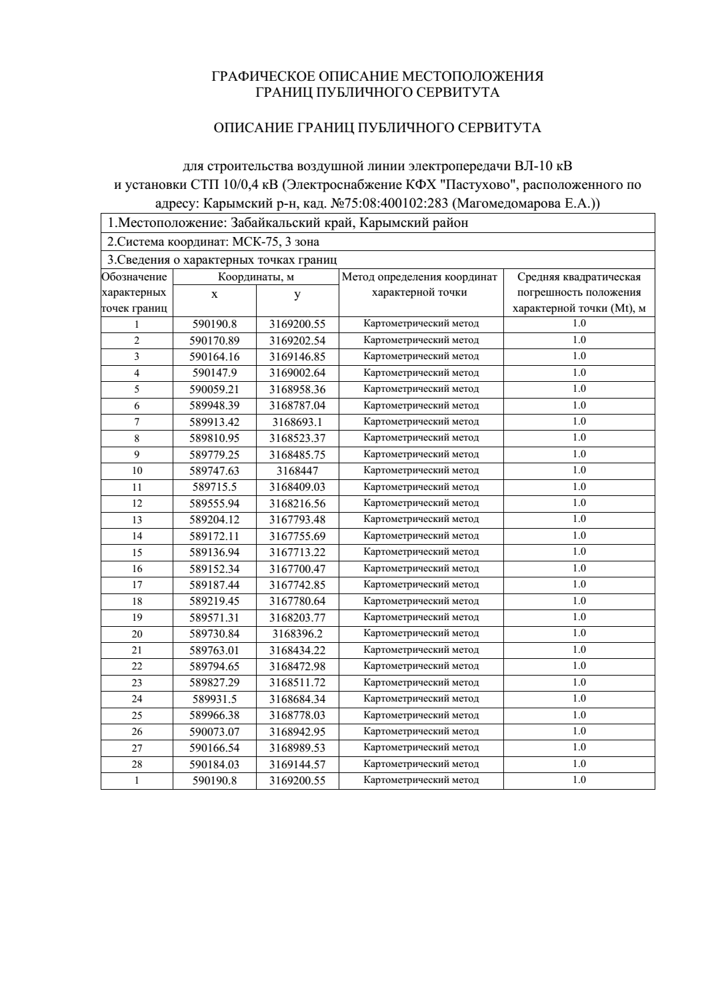 ГРАФИЧЕСКОЕ ОПИСАНИЕ МЕСТОПОЛОЖЕНИЯ
ГРАНИЦ ПУБЛИЧНОГО СЕРВИТУТА
ОПИСАНИЕ ГРАНИЦ ПУБЛИЧНОГО СЕРВИТУТА
для строительства воздушной линии электропередачи ВЛ-10 кВ
и установки СТП 10/0,4 кВ (Электроснабжение КФХ "Пастухово", расположенного по
адресу: Карымский р-н, кад. №75:08:400102:283 (Магомедомарова Е.А.))
1.Местоположение: Забайкальский край, Карымский район
2.Система координат: МСК-75, 3 зона
3.Сведения о характерных точках границ
Обозначение характерных точек границ Координаты, м Метод определения координат характерной точки Средняя квадратическая погрешность положения характерной точки (Mt), м
x y
1 590190.8 3169200.55 Картометрический метод 1.0
2 590170.89 3169202.54 Картометрический метод 1.0
3 590164.16 3169146.85 Картометрический метод 1.0
4 590147.9 3169002.64 Картометрический метод 1.0
5 590059.21 3168958.36 Картометрический метод 1.0
6 589948.39 3168787.04 Картометрический метод 1.0
7 589913.42 3168693.1 Картометрический метод 1.0
8 589810.95 3168523.37 Картометрический метод 1.0
9 589779.25 3168485.75 Картометрический метод 1.0
10 589747.63 3168447 Картометрический метод 1.0
11 589715.5 3168409.03 Картометрический метод 1.0
12 589555.94 3168216.56 Картометрический метод 1.0
13 589204.12 3167793.48 Картометрический метод 1.0
14 589172.11 3167755.69 Картометрический метод 1.0
15 589136.94 3167713.22 Картометрический метод 1.0
16 589152.34 3167700.47 Картометрический метод 1.0
17 589187.44 3167742.85 Картометрический метод 1.0
18 589219.45 3167780.64 Картометрический метод 1.0
19 589571.31 3168203.77 Картометрический метод 1.0
20 589730.84 3168396.2 Картометрический метод 1.0
21 589763.01 3168434.22 Картометрический метод 1.0
22 589794.65 3168472.98 Картометрический метод 1.0
23 589827.29 3168511.72 Картометрический метод 1.0
24 589931.5 3168684.34 Картометрический метод 1.0
25 589966.38 3168778.03 Картометрический метод 1.0
26 590073.07 3168942.95 Картометрический метод 1.0
27 590166.54 3168989.53 Картометрический метод 1.0
28 590184.03 3169144.57 Картометрический метод 1.0
1 590190.8 3169200.55 Картометрический метод 1.0